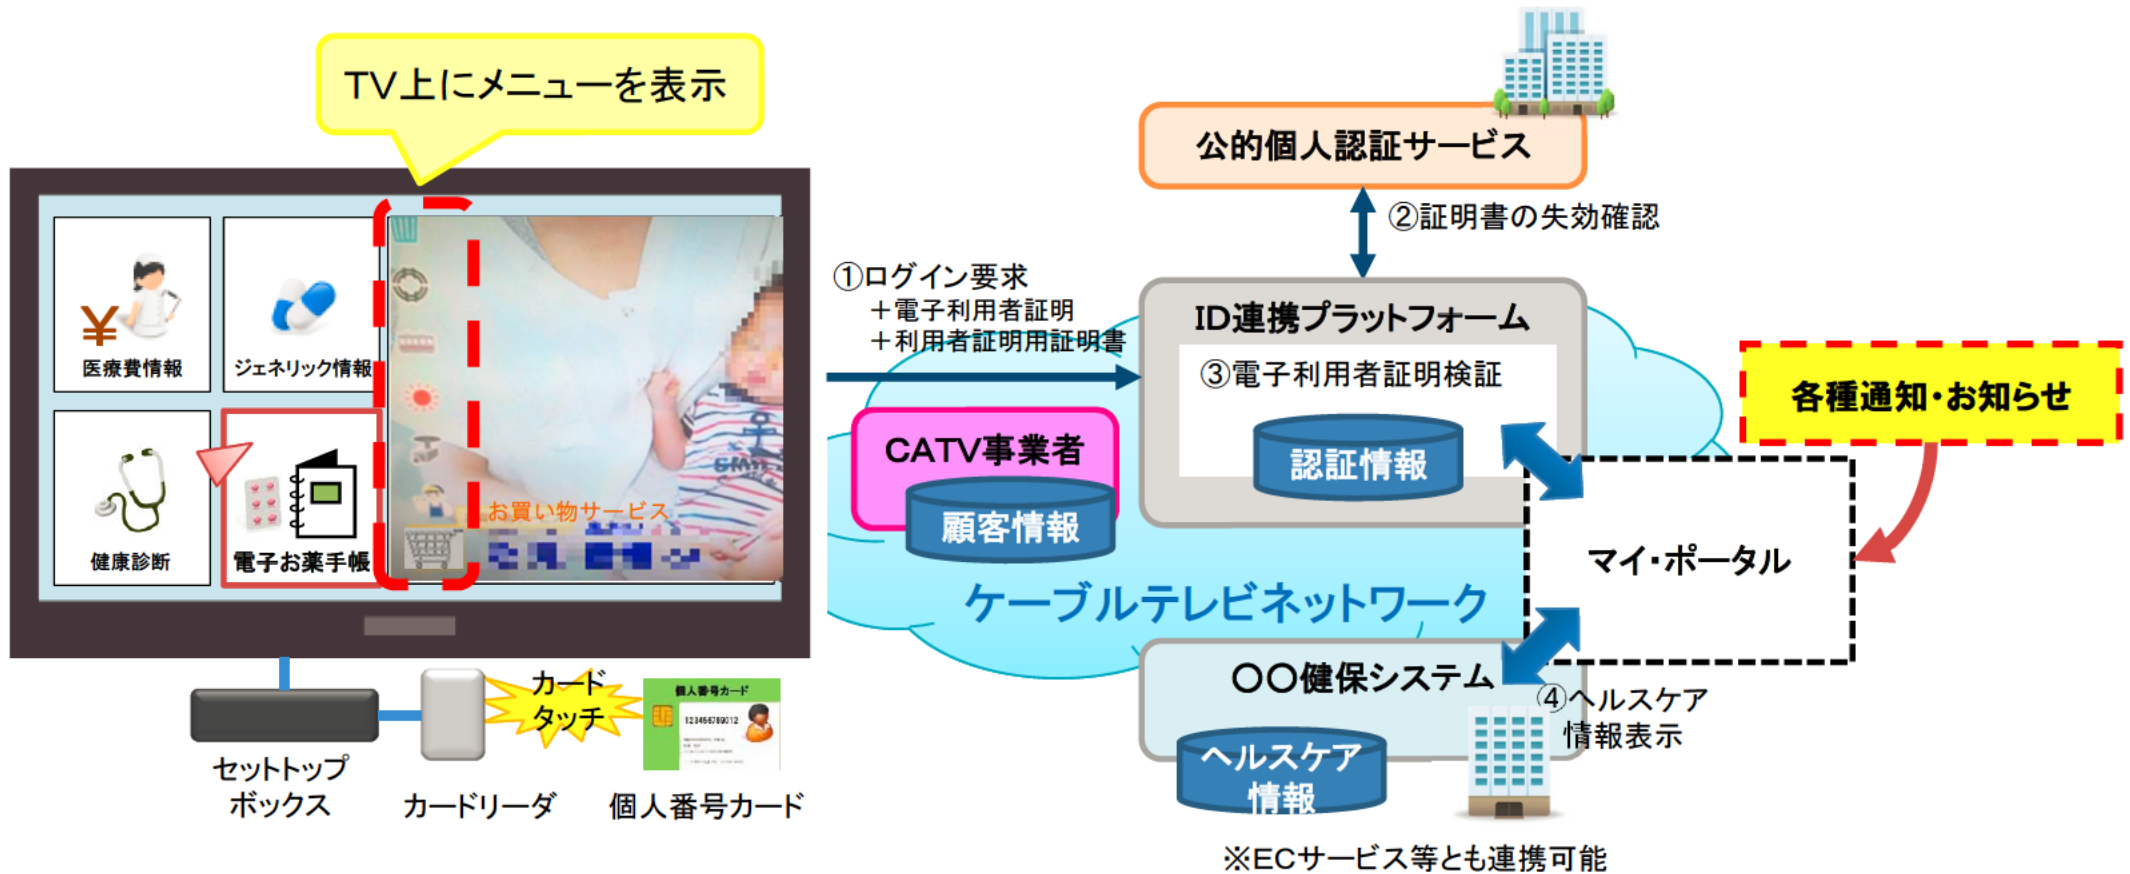 TV上にメニューを表示
医療費情報
ジェネリック情報
健康診断
電子お薬手帳
お買い物サービス
セットトップ
ボックス
カードリーダ
カード
タッチ
個人番号カード
123456789012
個人番号カード
①ログイン要求
＋電子利用者証明
＋利用者証明用証明書
公的個人認証サービス
②証明書の失効確認
ID連携プラットフォーム
③電子利用者証明検証
認証情報
CATV事業者
顧客情報
ケーブルテレビネットワーク
各種通知・お知らせ
マイ・ポータル
〇〇健保システム
④ヘルスケア
情報表示
ヘルスケア
情報
※ECサービス等とも連携可能